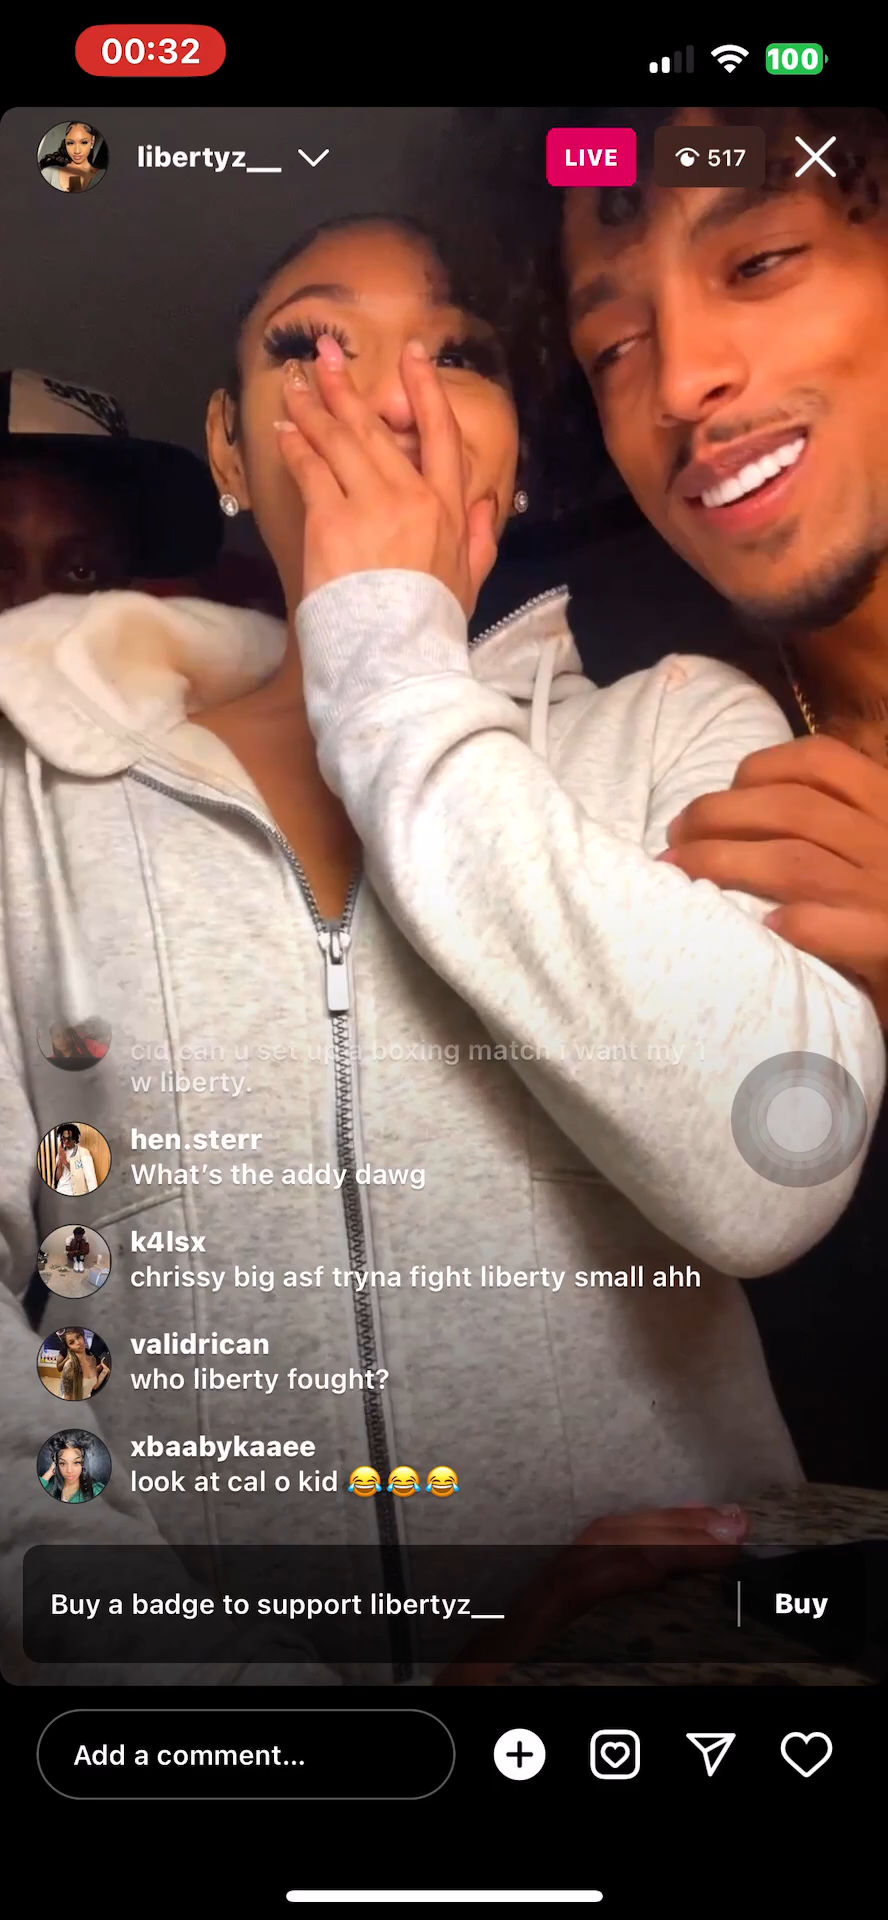 00:32
100
libertyz__
LIVE
517
cid can u set up a boxing match i want my 1
w liberty.
hen.sterr
What's the addy dawg
k4lsx
chrissy big asf tryna fight liberty small ahh
validrican
who liberty fought?
xbaabykaaee
look at cal o kid 😂😂😂
Buy a badge to support libertyz__
Buy
Add a comment...